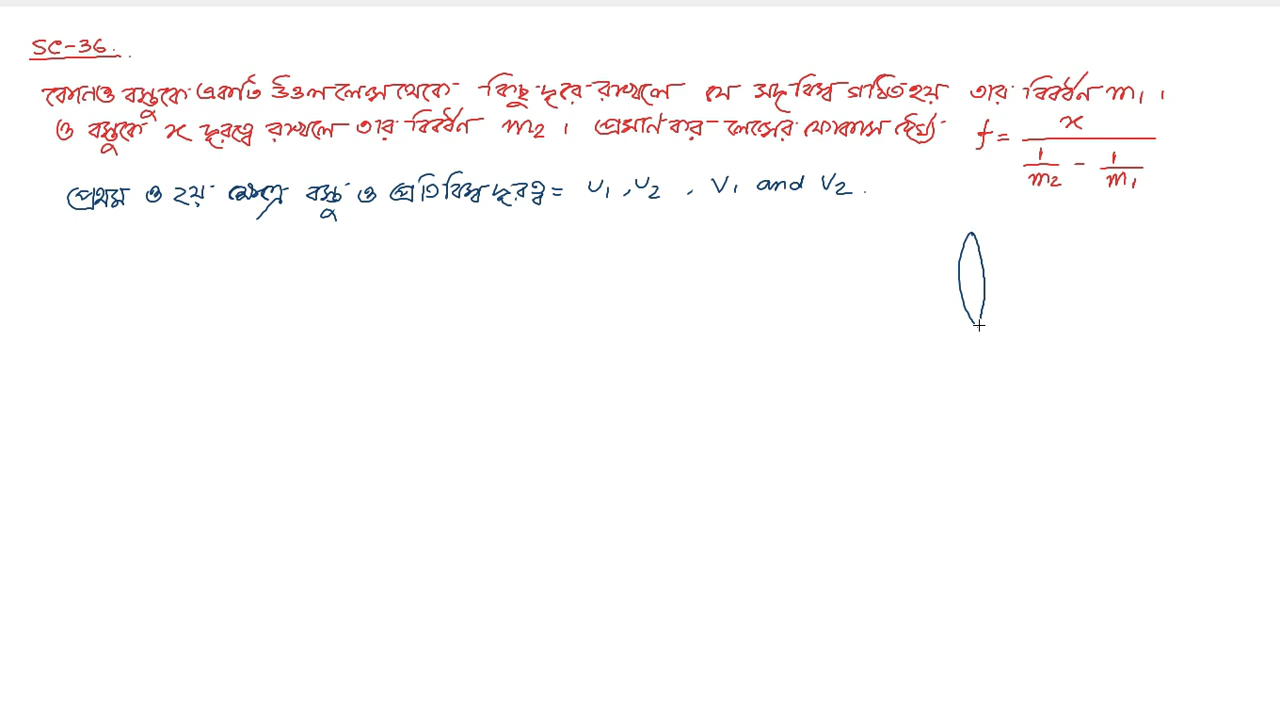 SC-36.
কোনও বস্তুকে একটি উত্তল লেন্স থেকে কিছু দূরে রাখলে যে সদবিম্ব গঠিত হয় তার বিবর্ধন m₁ ।
ও বস্তুকে x দূরত্বে রাখলে তার বিবর্ধন m₂ । প্রমাণ কর লেন্সের ফোকাস দৈর্ঘ্য f = x / (1/m₂ - 1/m₁)
প্রথম ও ২য় ক্ষেত্রে বস্তু ও প্রতিবিম্ব দূরত্ব = u₁ , u₂ , v₁ and v₂ .